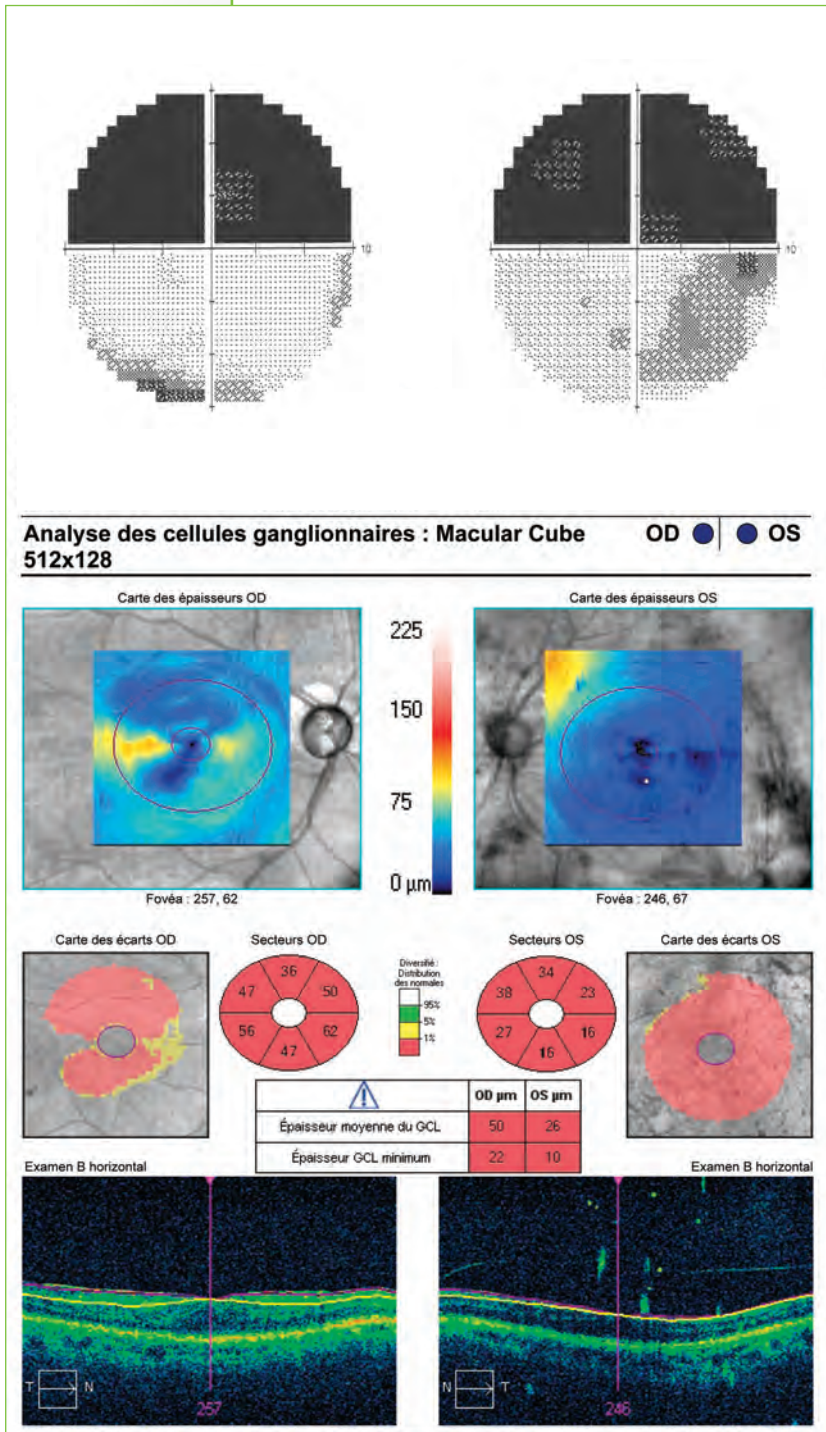 10
10
Analyse des cellules ganglionnaires : Macular Cube 512x128
OD OS
Carte des épaisseurs OD
Carte des épaisseurs OS
225
150
75
0 µm
Fovéa : 257, 62
Fovéa : 246, 67
Carte des écarts OD
Secteurs OD
Diversifié :
Distribution
des normales
95%
5%
1%
Secteurs OS
Carte des écarts OS
36
47 50
56 62
47
34
38 23
27 16
16
OD µm OS µm
Épaisseur moyenne du GCL 50 26
Épaisseur GCL minimum 22 10
Examen B horizontal
Examen B horizontal
T N
257
N T
246